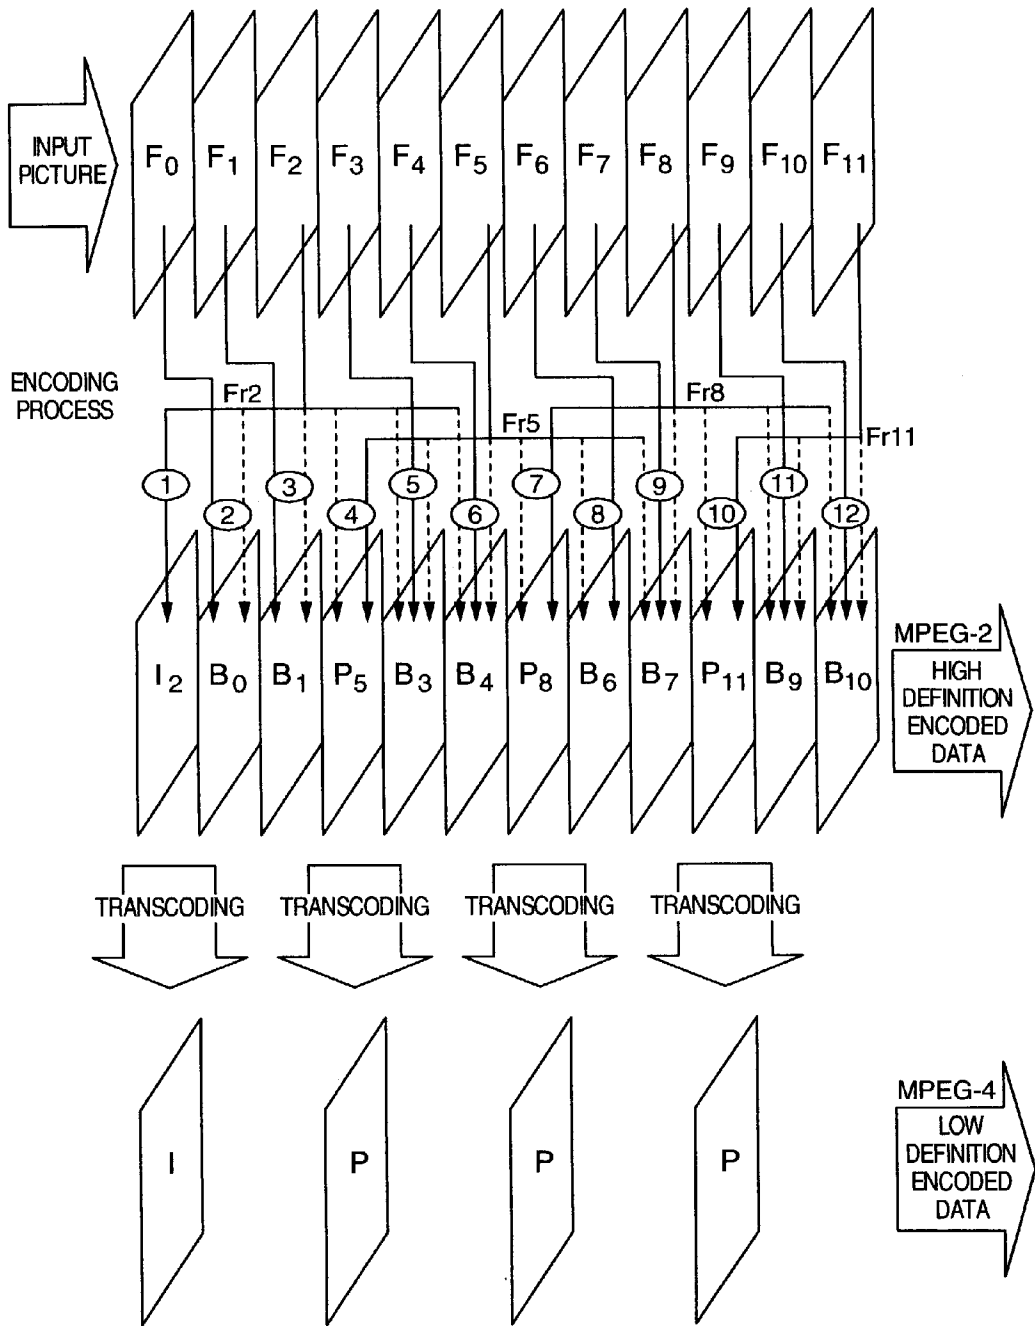 INPUT
PICTURE
F0 F1 F2 F3 F4 F5 F6 F7 F8 F9 F10 F11
ENCODING
PROCESS
Fr2 Fr5 Fr8 Fr11
1 2 3 4 5 6 7 8 9 10 11 12
I2 B0 B1 P5 B3 B4 P8 B6 B7 P11 B9 B10
MPEG-2
HIGH
DEFINITION
ENCODED
DATA
TRANSCODING TRANSCODING TRANSCODING TRANSCODING
I P P P
MPEG-4
LOW
DEFINITION
ENCODED
DATA